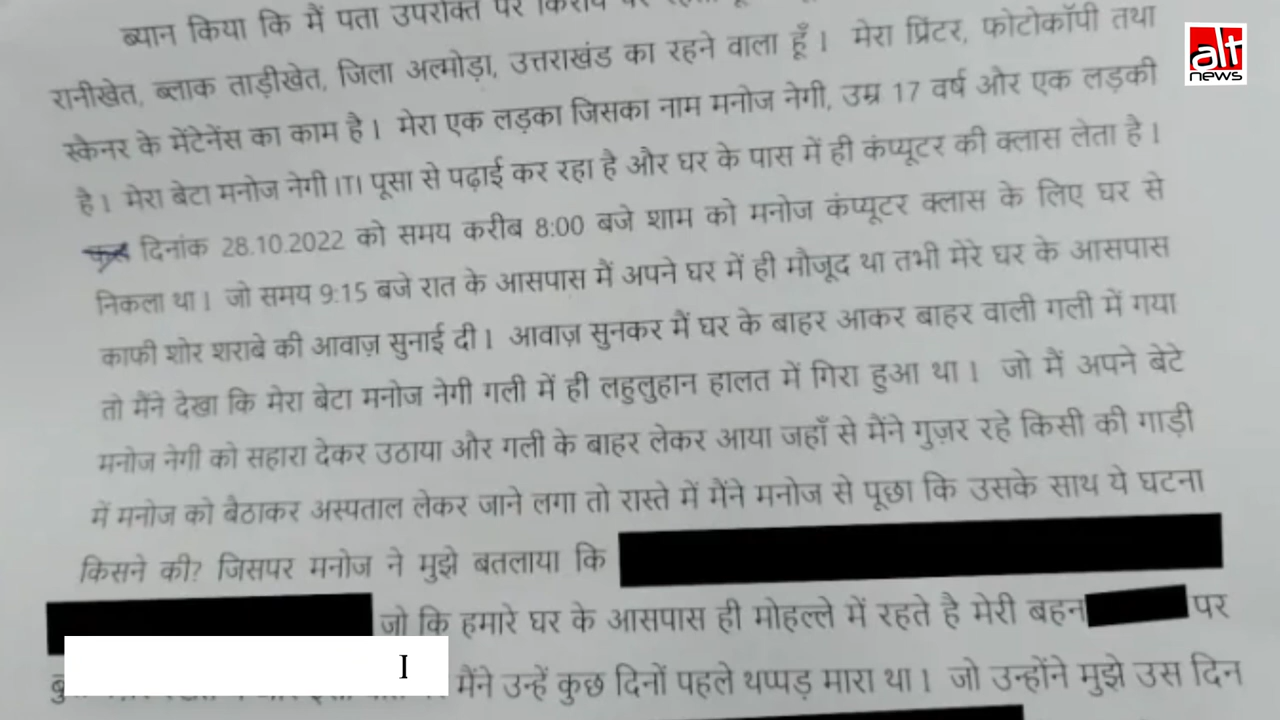 ब्यान किया कि मैं पता उपरोक्त पर
रानीखेत, ब्लाक ताड़ीखेत, जिला अल्मोड़ा, उत्तराखंड का रहने वाला हूँ। मेरा प्रिंटर, फोटोकॉपी तथा
स्कैनर के मेंटेनेंस का काम है। मेरा एक लड़का जिसका नाम मनोज नेगी, उम्र 17 वर्ष और एक लड़की
है। मेरा बेटा मनोज नेगी ITI पूसा से पढ़ाई कर रहा है और घर के पास में ही कंप्यूटर की क्लास लेता है।
दिनांक 28.10.2022 को समय करीब 8:00 बजे शाम को मनोज कंप्यूटर क्लास के लिए घर से
निकला था। जो समय 9:15 बजे रात के आसपास मैं अपने घर में ही मौजूद था तभी मेरे घर के आसपास
काफी शोर शराबे की आवाज़ सुनाई दी। आवाज़ सुनकर मैं घर के बाहर आकर बाहर वाली गली में गया
तो मैंने देखा कि मेरा बेटा मनोज नेगी गली में ही लहुलुहान हालत में गिरा हुआ था। जो मैं अपने बेटे
मनोज नेगी को सहारा देकर उठाया और गली के बाहर लेकर आया जहाँ से मैंने गुज़र रहे किसी की गाड़ी
में मनोज को बैठाकर अस्पताल लेकर जाने लगा तो रास्ते में मैंने मनोज से पूछा कि उसके साथ ये घटना
किसने की? जिसपर मनोज ने मुझे बतलाया कि
जो कि हमारे घर के आसपास ही मोहल्ले में रहते है मेरी बहन पर
I मैंने उन्हें कुछ दिनों पहले थप्पड़ मारा था। जो उन्होंने मुझे उस दिन
alt
news